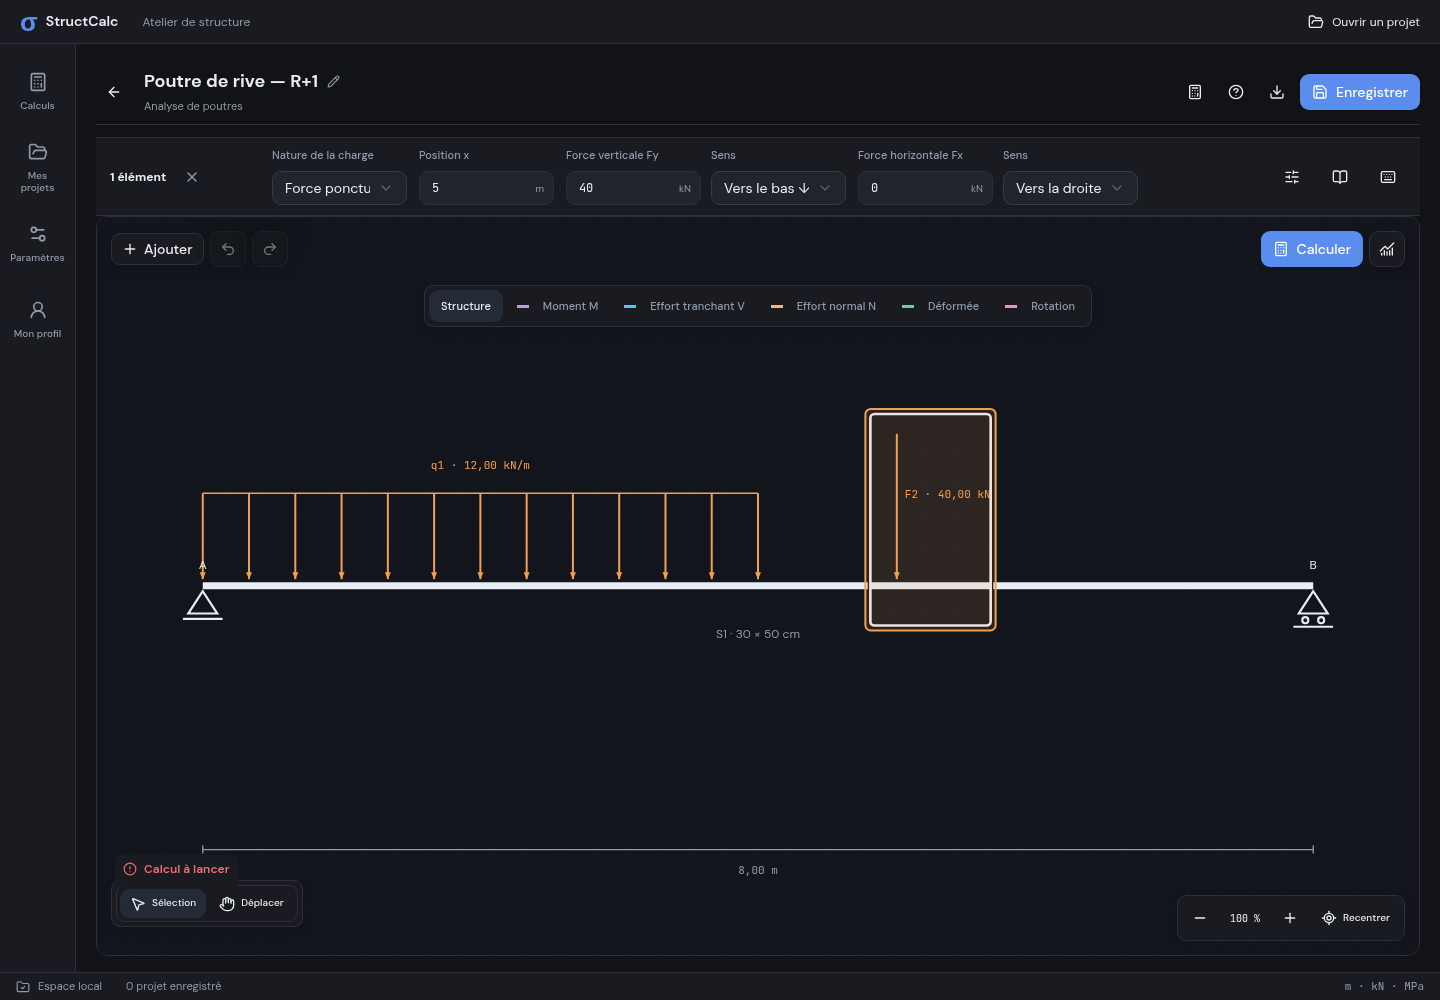 σ StructCalc
Atelier de structure
Ouvrir un projet
Calculs
Mes
projets
Paramètres
Mon profil
Poutre de rive — R+1
Analyse de poutres
Enregistrer
1 élément
Nature de la charge
Force ponctu
Position x
5 m
Force verticale Fy
40 kN
Sens
Vers le bas ↓
Force horizontale Fx
0 kN
Sens
Vers la droite
Ajouter
Calculer
Structure
Moment M
Effort tranchant V
Effort normal N
Déformée
Rotation
q1 · 12,00 kN/m
F2 · 40,00 kN
A
B
S1 · 30 × 50 cm
8,00 m
Calcul à lancer
Sélection
Déplacer
100 %
Recentrer
Espace local
0 projet enregistré
m · kN · MPa